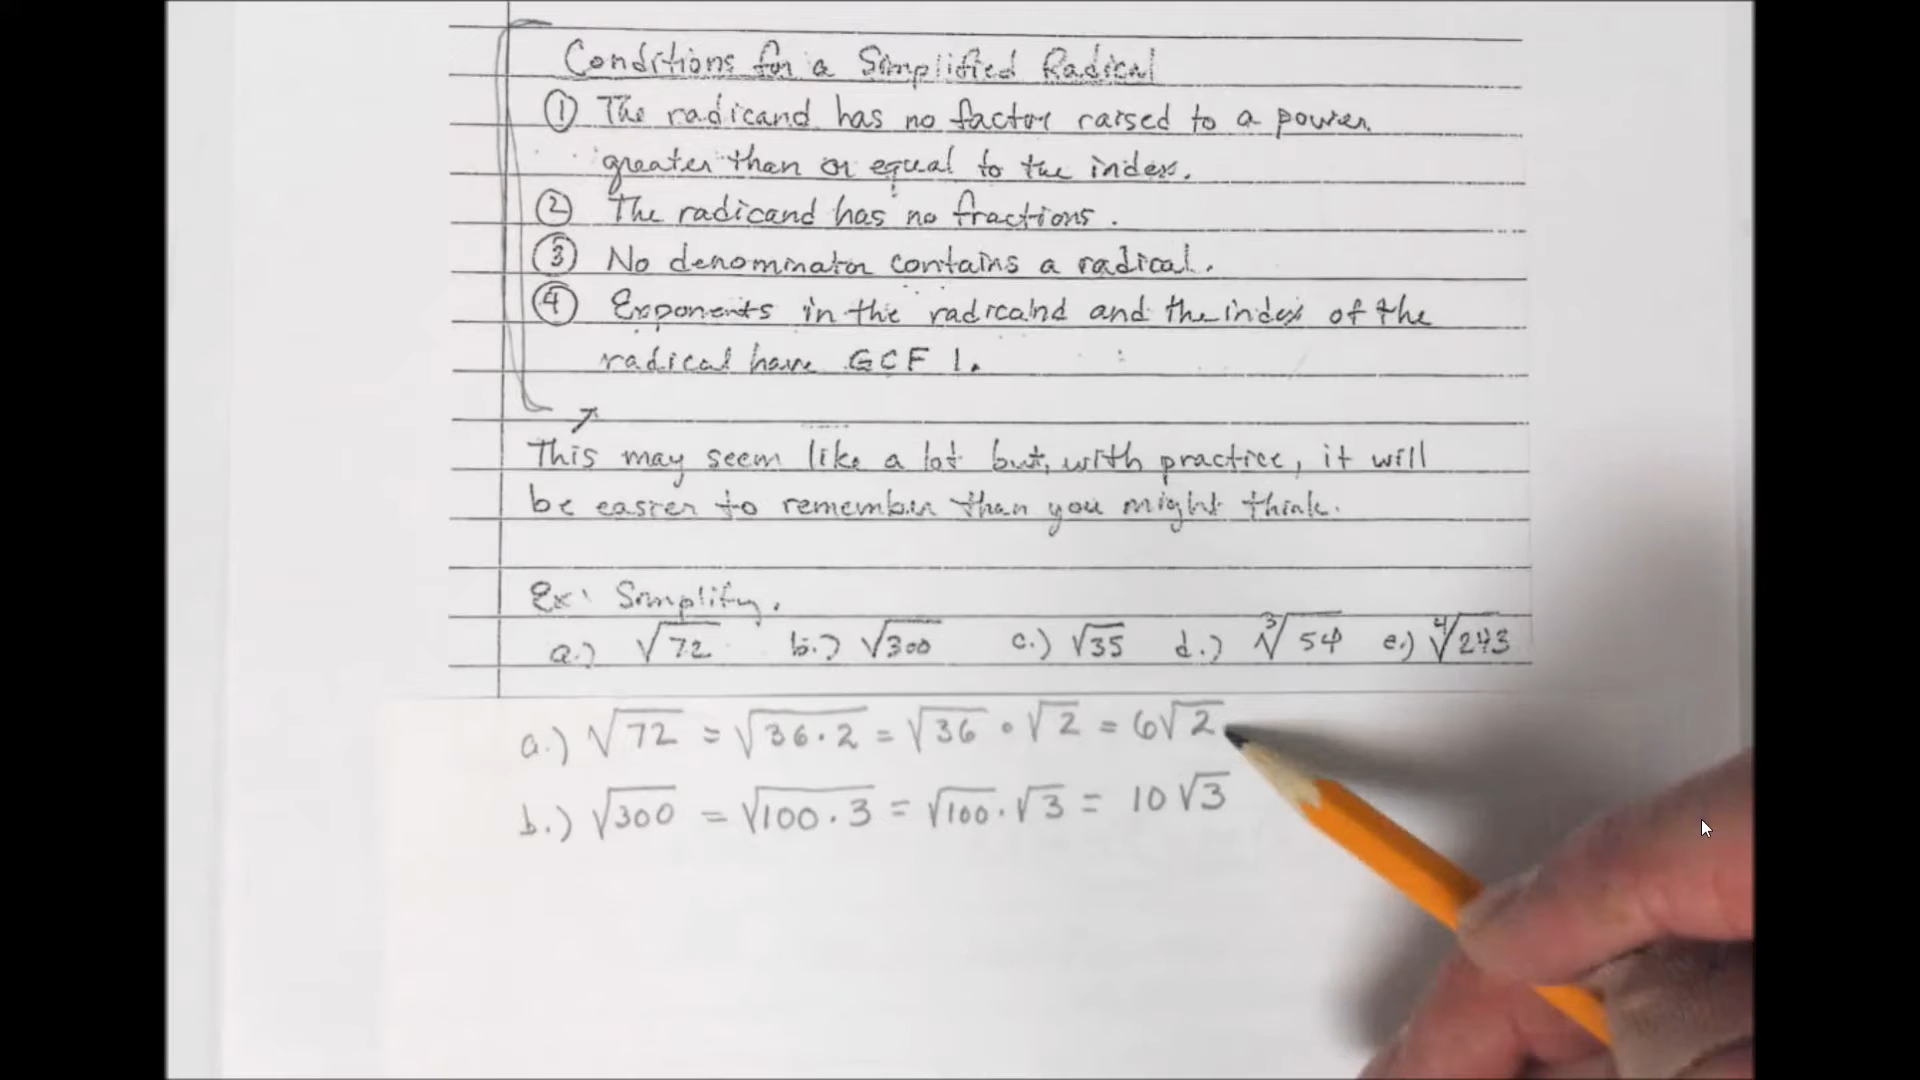 Conditions for a Simplified Radical
① The radicand has no factor raised to a power
greater than or equal to the index.
② The radicand has no fractions.
③ No denominator contains a radical.
④ Exponents in the radicand and the index of the
radical have GCF 1.
This may seem like a lot but, with practice, it will
be easier to remember than you might think.
Ex: Simplify.
a.) √72 b.) √300 c.) √35 d.) ∛54 e.) ∜243
a.) √72 = √36·2 = √36 · √2 = 6√2
b.) √300 = √100·3 = √100·√3 = 10√3